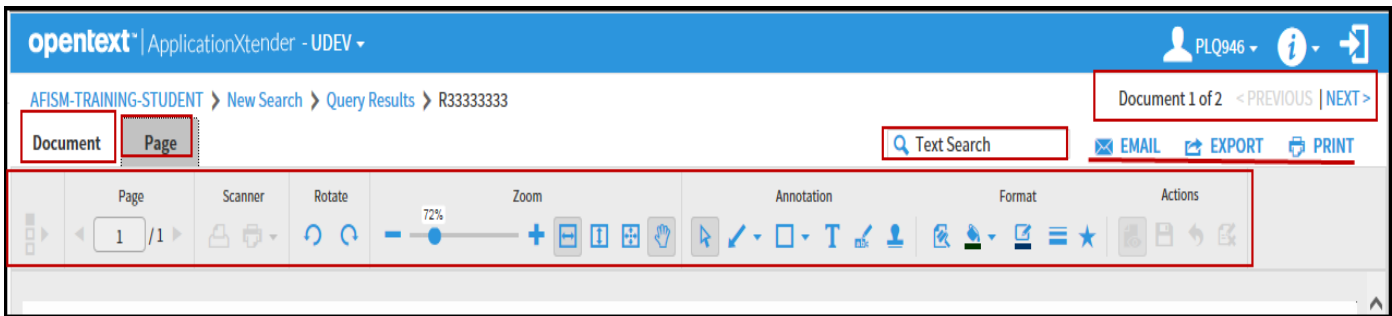 opentext™ | ApplicationXtender - UDEV
PLQ946
AFISM-TRAINING-STUDENT > New Search > Query Results > R33333333
Document 1 of 2 < PREVIOUS | NEXT >
Document Page
Text Search
EMAIL EXPORT PRINT
Page Scanner Rotate Zoom Annotation Format Actions
72%
1 /1
T abc